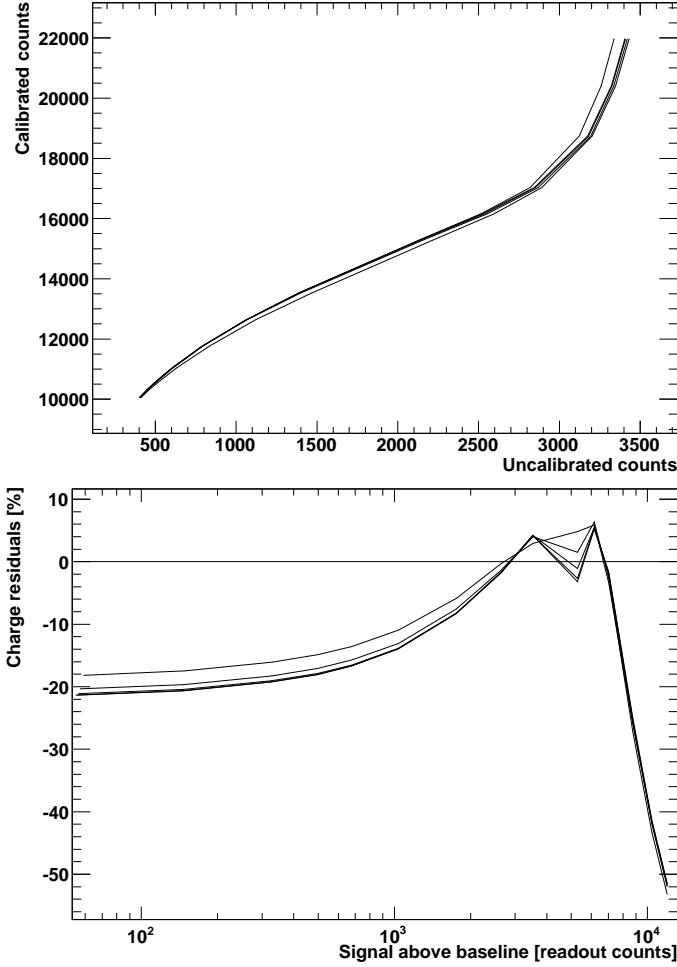 Calibrated counts
22000
20000
18000
16000
14000
12000
10000
500 1000 1500 2000 2500 3000 3500
Uncalibrated counts
Charge residuals [%]
10
0
-10
-20
-30
-40
-50
10² 10³ 10⁴
Signal above baseline [readout counts]